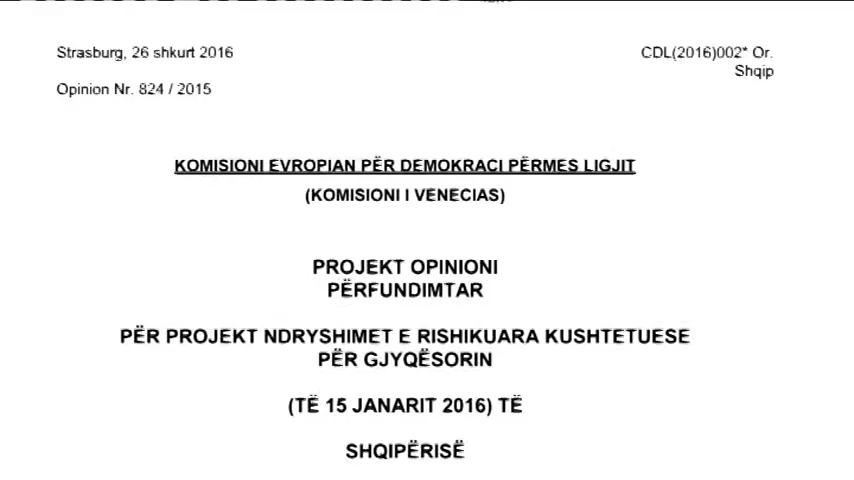 Strasburg, 26 shkurt 2016
CDL(2016)002* Or.
Shqip
Opinion Nr. 824 / 2015
KOMISIONI EVROPIAN PËR DEMOKRACI PËRMES LIGJIT
(KOMISIONI I VENECIAS)
PROJEKT OPINIONI
PËRFUNDIMTAR
PËR PROJEKT NDRYSHIMET E RISHIKUARA KUSHTETUESE
PËR GJYQËSORIN
(TË 15 JANARIT 2016) TË
SHQIPËRISË